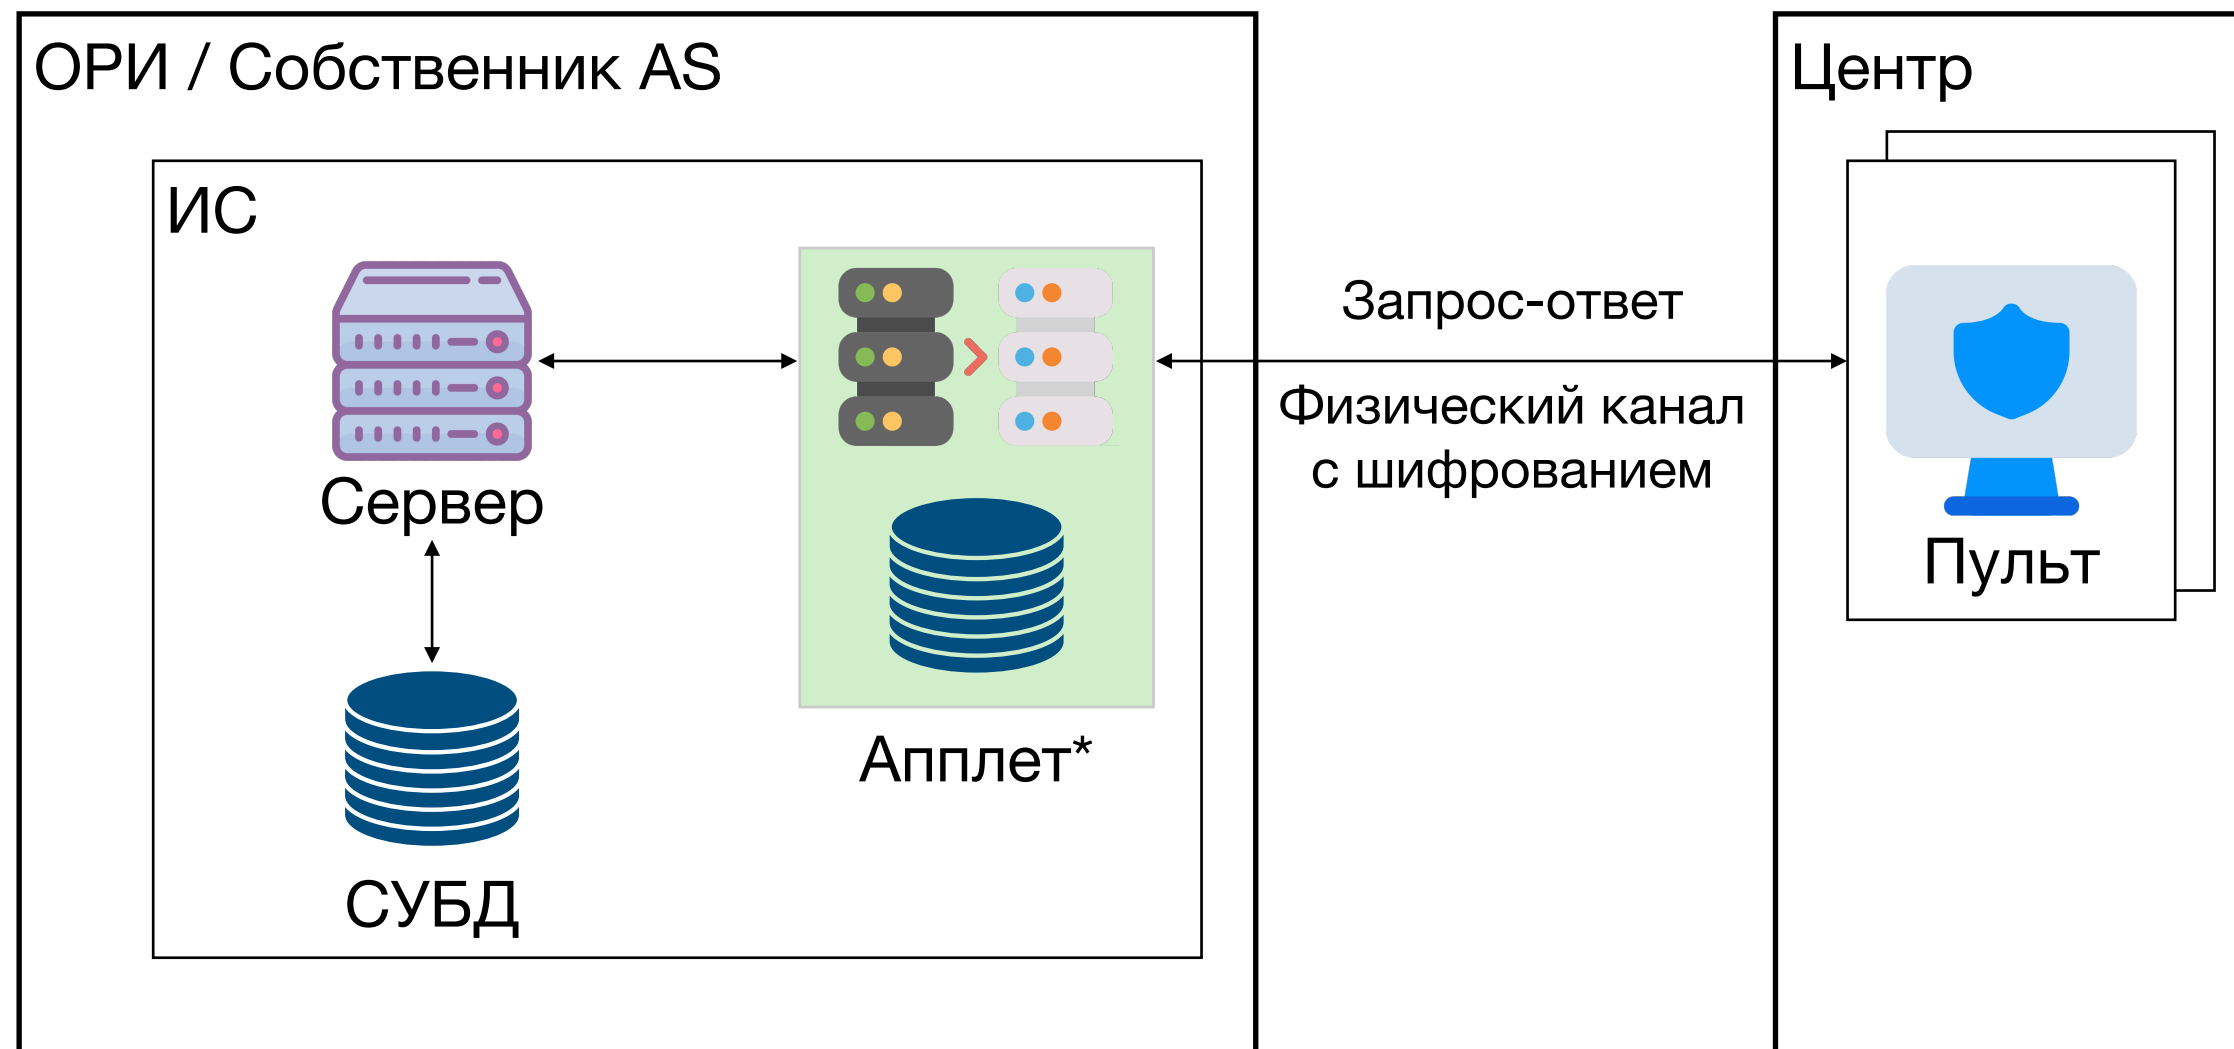 ОРИ / Собственник AS
Центр
ИС
Запрос-ответ
Физический канал
с шифрованием
Сервер
Пульт
Апплет*
СУБД